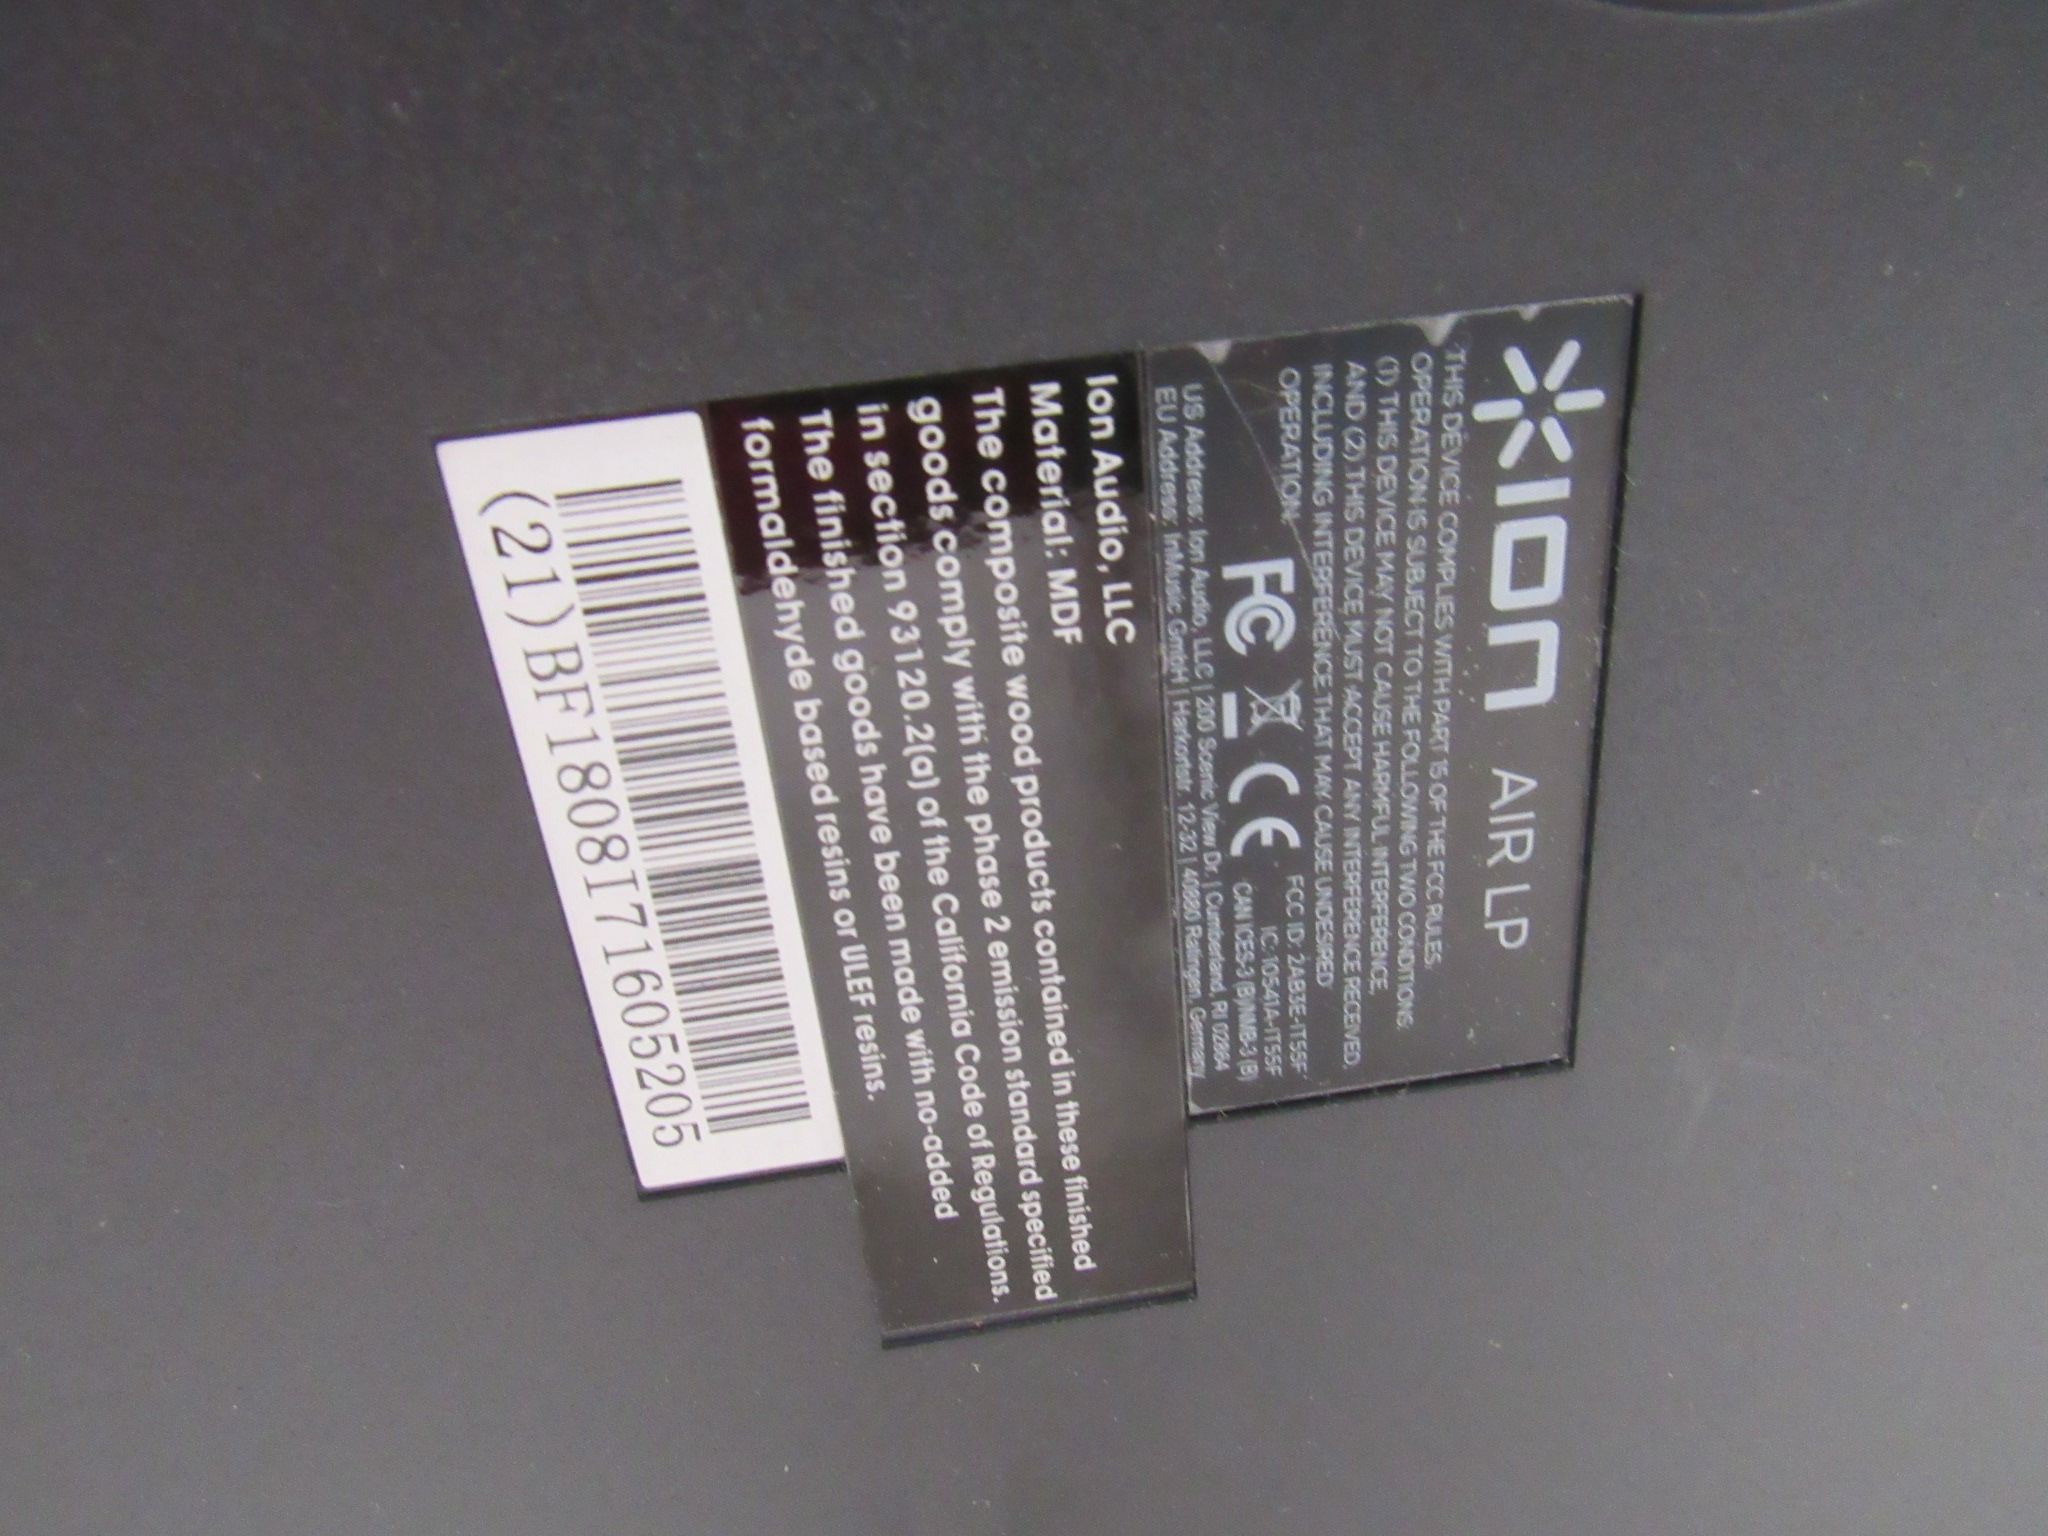 ION AIR LP
THIS DEVICE COMPLIES WITH PART 15 OF THE FCC RULES.
OPERATION IS SUBJECT TO THE FOLLOWING TWO CONDITIONS:
(1) THIS DEVICE MAY NOT CAUSE HARMFUL INTERFERENCE,
AND (2) THIS DEVICE MUST ACCEPT ANY INTERFERENCE RECEIVED,
INCLUDING INTERFERENCE THAT MAY CAUSE UNDESIRED
OPERATION.
FC CE
FCC ID: 2AB3E-IT55F
IC: 10541A-IT55F
CAN ICES-3 (B)/NMB-3 (B)
US Address: Ion Audio, LLC | 200 Scenic View Dr. | Cumberland, RI 02864
EU Address: InMusic GmbH | Harkortstr. 12-32 | 40880 Ratingen, Germany
Ion Audio, LLC
Material: MDF
The composite wood products contained in these finished
goods comply with the phase 2 emission standard specified
in section 93120.2(a) of the California Code of Regulations.
The finished goods have been made with no-added
formaldehyde based resins or ULEF resins.
(21)BF1808I71605205